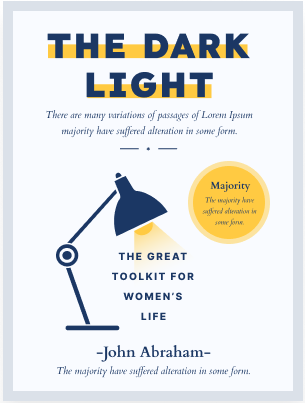 THE DARK
LIGHT
There are many variations of passages of Lorem Ipsum
majority have suffered alteration in some form.
Majority
The majority have
suffered alteration in
some form.
THE GREAT
TOOLKIT FOR
WOMEN'S
LIFE
-John Abraham-
The majority have suffered alteration in some form.